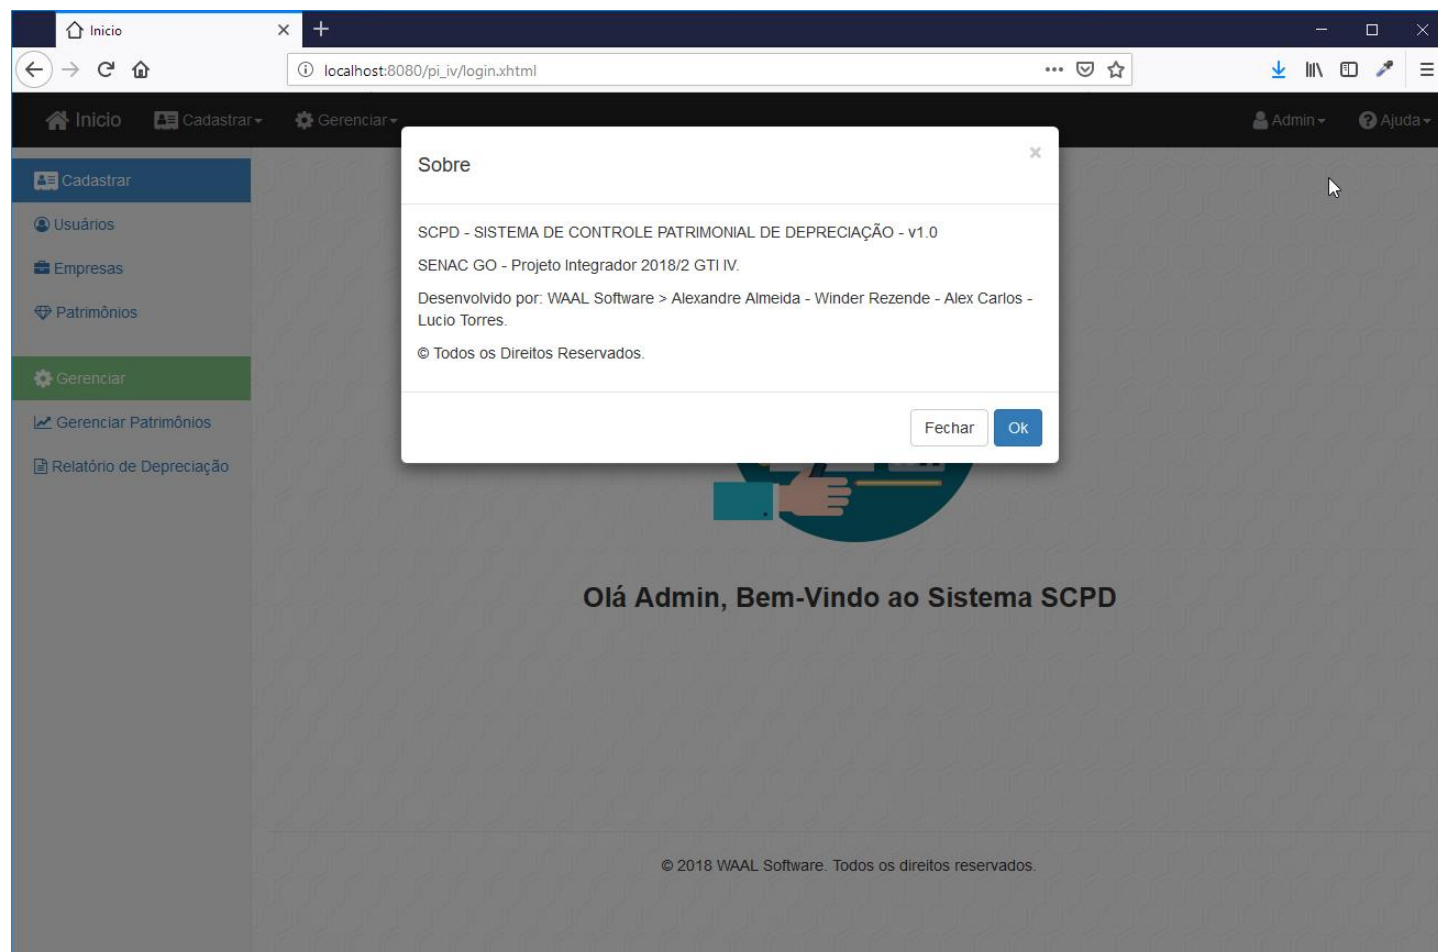 Inicio
localhost:8080/pi_iv/login.xhtml
Inicio
Cadastrar
Gerenciar
Admin
Ajuda
Cadastrar
Usuários
Empresas
Patrimônios
Gerenciar
Gerenciar Patrimônios
Relatório de Depreciação
Sobre
×
SCPD - SISTEMA DE CONTROLE PATRIMONIAL DE DEPRECIAÇÃO - v1.0
SENAC GO - Projeto Integrador 2018/2 GTI IV.
Desenvolvido por: WAAL Software > Alexandre Almeida - Winder Rezende - Alex Carlos -
Lucio Torres.
© Todos os Direitos Reservados.
Fechar
Ok
Olá Admin, Bem-Vindo ao Sistema SCPD
© 2018 WAAL Software. Todos os direitos reservados.